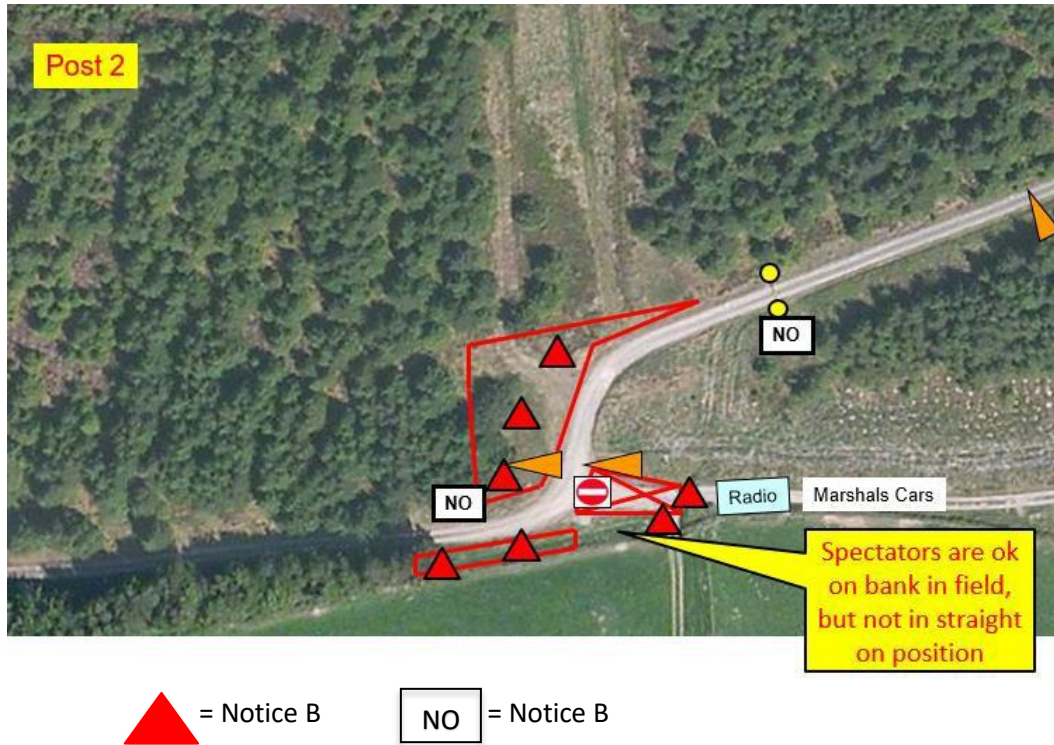 Post 2
NO
NO
Radio
Marshals Cars
Spectators are ok
on bank in field,
but not in straight
on position
= Notice B
NO
= Notice B